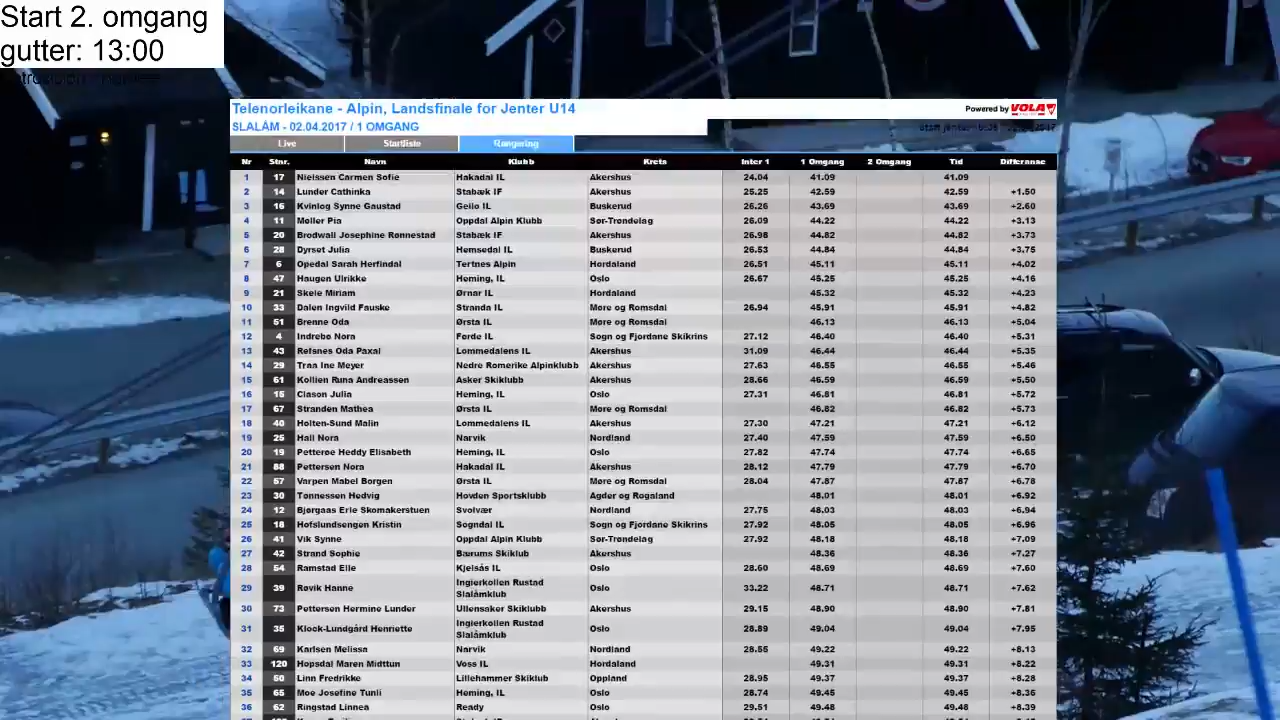 Start 2. omgang
gutter: 13:00
Telenorleikane - Alpin, Landsfinale for Jenter U14
Powered by VOLA
SLALÅM - 02.04.2017 / 1 OMGANG
Live Startliste Rangering
Nr Stnr. Navn Klubb Krets Inter 1 1 Omgang 2 Omgang Tid Differanse
1 17 Nielssen Carmen Sofie Hakadal IL Akershus 24.04 41.09 41.09
2 14 Lunder Cathinka Stabæk IF Akershus 25.25 42.59 42.59 +1.50
3 16 Kvinlog Synne Gaustad Geilo IL Buskerud 26.26 43.69 43.69 +2.60
4 11 Møller Pia Oppdal Alpin Klubb Sør-Trøndelag 26.09 44.22 44.22 +3.13
5 20 Brodwall Josephine Rønnestad Stabæk IF Akershus 26.98 44.82 44.82 +3.73
6 28 Dyrset Julia Hemsedal IL Buskerud 26.53 44.84 44.84 +3.75
7 6 Opedal Sarah Herfindal Tertnes Alpin Hordaland 26.51 45.11 45.11 +4.02
8 47 Haugen Ulrikke Heming, IL Oslo 26.67 45.25 45.25 +4.16
9 21 Skeie Miriam Ørnar IL Hordaland 45.32 45.32 +4.23
10 33 Dalen Ingvild Fauske Stranda IL Møre og Romsdal 26.94 45.91 45.91 +4.82
11 51 Brenne Oda Ørsta IL Møre og Romsdal 46.13 46.13 +5.04
12 4 Indrebø Nora Førde IL Sogn og Fjordane Skikrins 27.12 46.40 46.40 +5.31
13 43 Refsnes Oda Paxal Lommedalens IL Akershus 31.09 46.44 46.44 +5.35
14 29 Traa Ine Meyer Nedre Romerike Alpinklubb Akershus 27.63 46.55 46.55 +5.46
15 61 Kollien Runa Andreassen Asker Skiklubb Akershus 28.66 46.59 46.59 +5.50
16 15 Clason Julia Heming, IL Oslo 27.31 46.81 46.81 +5.72
17 67 Stranden Mathea Ørsta IL Møre og Romsdal 46.82 46.82 +5.73
18 40 Holten-Sund Malin Lommedalens IL Akershus 27.30 47.21 47.21 +6.12
19 25 Hall Nora Narvik Nordland 27.40 47.59 47.59 +6.50
20 19 Petterøe Heddy Elisabeth Heming, IL Oslo 27.82 47.74 47.74 +6.65
21 88 Pettersen Nora Hakadal IL Akershus 28.12 47.79 47.79 +6.70
22 57 Varpen Mabel Borgen Ørsta IL Møre og Romsdal 28.04 47.87 47.87 +6.78
23 30 Tønnessen Hedvig Hovden Sportsklubb Agder og Rogaland 48.01 48.01 +6.92
24 12 Bjørgaas Erle Skomakerstuen Svolvær Nordland 27.75 48.03 48.03 +6.94
25 18 Hofslundsengen Kristin Sogndal IL Sogn og Fjordane Skikrins 27.92 48.05 48.05 +6.96
26 41 Vik Synne Oppdal Alpin Klubb Sør-Trøndelag 27.92 48.18 48.18 +7.09
27 42 Strand Sophie Bærums Skiklub Akershus 48.36 48.36 +7.27
28 54 Ramstad Elle Kjelsås IL Oslo 28.60 48.69 48.69 +7.60
29 39 Røvik Hanne Ingierkollen Rustad Slalåmklub Oslo 33.22 48.71 48.71 +7.62
30 73 Pettersen Hermine Lunder Ullensaker Skiklubb Akershus 29.15 48.90 48.90 +7.81
31 35 Klock-Lundgård Henriette Ingierkollen Rustad Slalåmklub Oslo 28.89 49.04 49.04 +7.95
32 69 Karlsen Melissa Narvik Nordland 28.55 49.22 49.22 +8.13
33 120 Hopsdal Maren Midttun Voss IL Hordaland 49.31 49.31 +8.22
34 50 Linn Fredrikke Lillehammer Skiklub Oppland 28.95 49.37 49.37 +8.28
35 65 Moe Josefine Tunli Heming, IL Oslo 28.74 49.45 49.45 +8.36
36 62 Ringstad Linnea Ready Oslo 29.51 49.48 49.48 +8.39